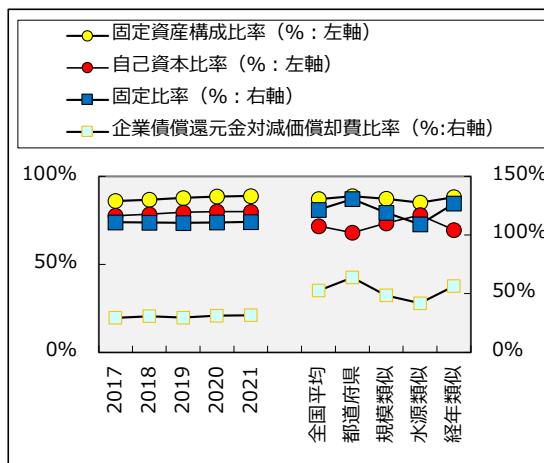 固定資産構成比率（%：左軸）
自己資本比率（%：左軸）
固定比率（%：右軸）
企業債償還元金対減価償却費比率（%:右軸）
100%
50%
0%
150%
100%
50%
0%
2017
2018
2019
2020
2021
全国平均
都道府県
規模類似
水源類似
経年類似